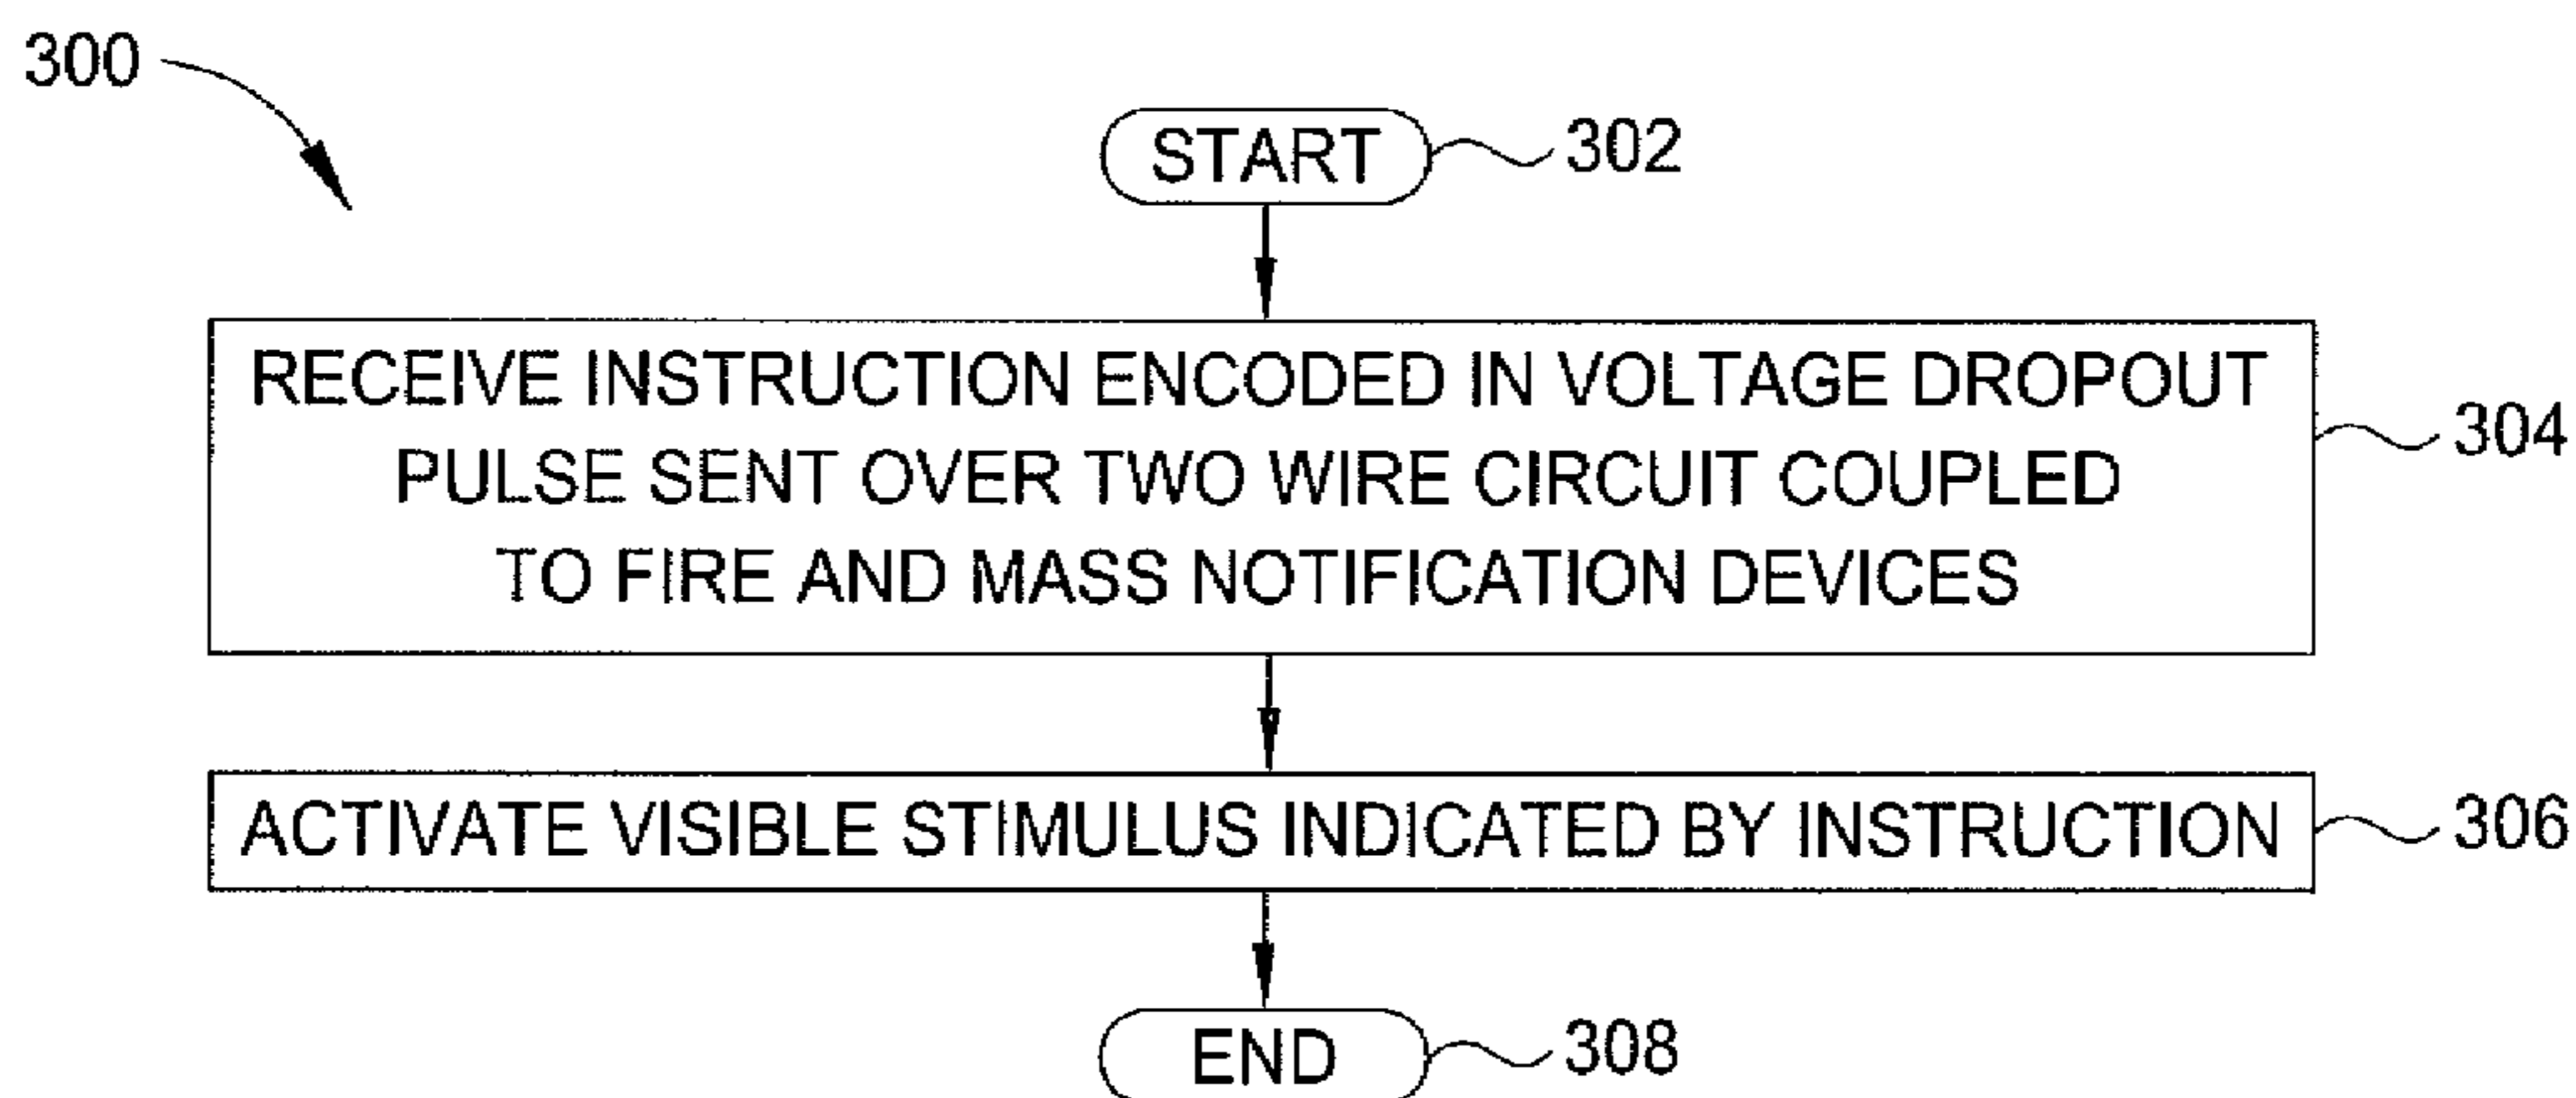 300
START
302
RECEIVE INSTRUCTION ENCODED IN VOLTAGE DROPOUT
PULSE SENT OVER TWO WIRE CIRCUIT COUPLED
TO FIRE AND MASS NOTIFICATION DEVICES
304
ACTIVATE VISIBLE STIMULUS INDICATED BY INSTRUCTION
306
END
308